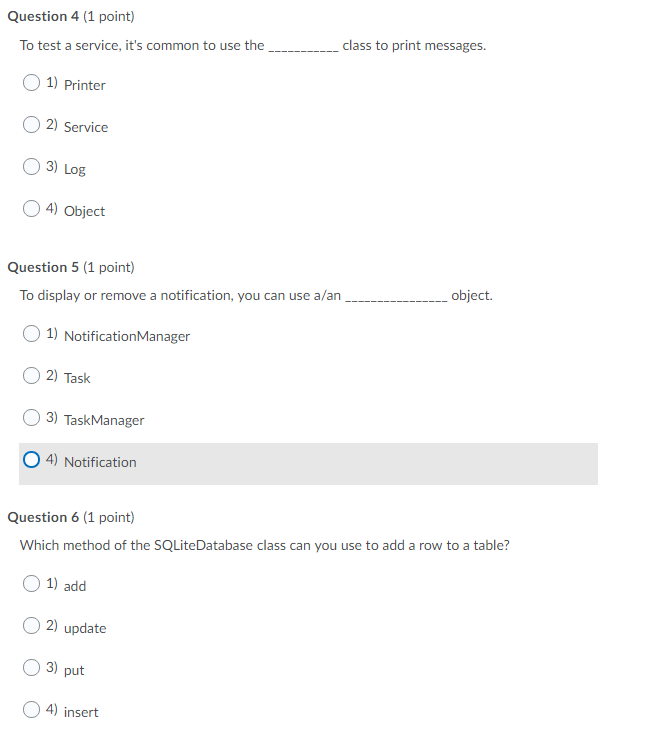 Question 4 (1 point)
To test a service, it's common to use the ___________ class to print messages.
1) Printer
2) Service
3) Log
4) Object
Question 5 (1 point)
To display or remove a notification, you can use a/an ________________ object.
1) NotificationManager
2) Task
3) TaskManager
4) Notification
Question 6 (1 point)
Which method of the SQLiteDatabase class can you use to add a row to a table?
1) add
2) update
3) put
4) insert